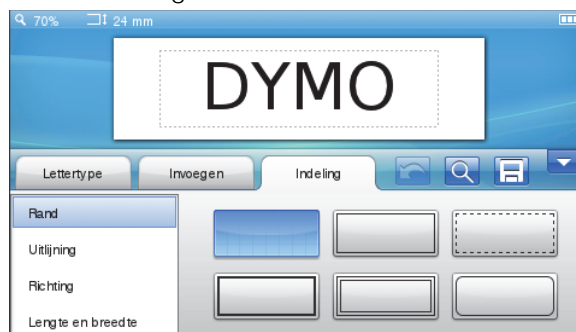 70% 24 mm
DYMO
Lettertype Invoegen Indeling
Rand
Uitlijning
Richting
Lengte en breedte